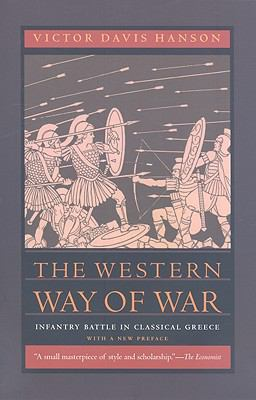 VICTOR DAVIS HANSON
THE WESTERN
WAY OF WAR
INFANTRY BATTLE IN CLASSICAL GREECE
WITH A NEW PREFACE
"A small masterpiece of style and scholarship."—The Economist